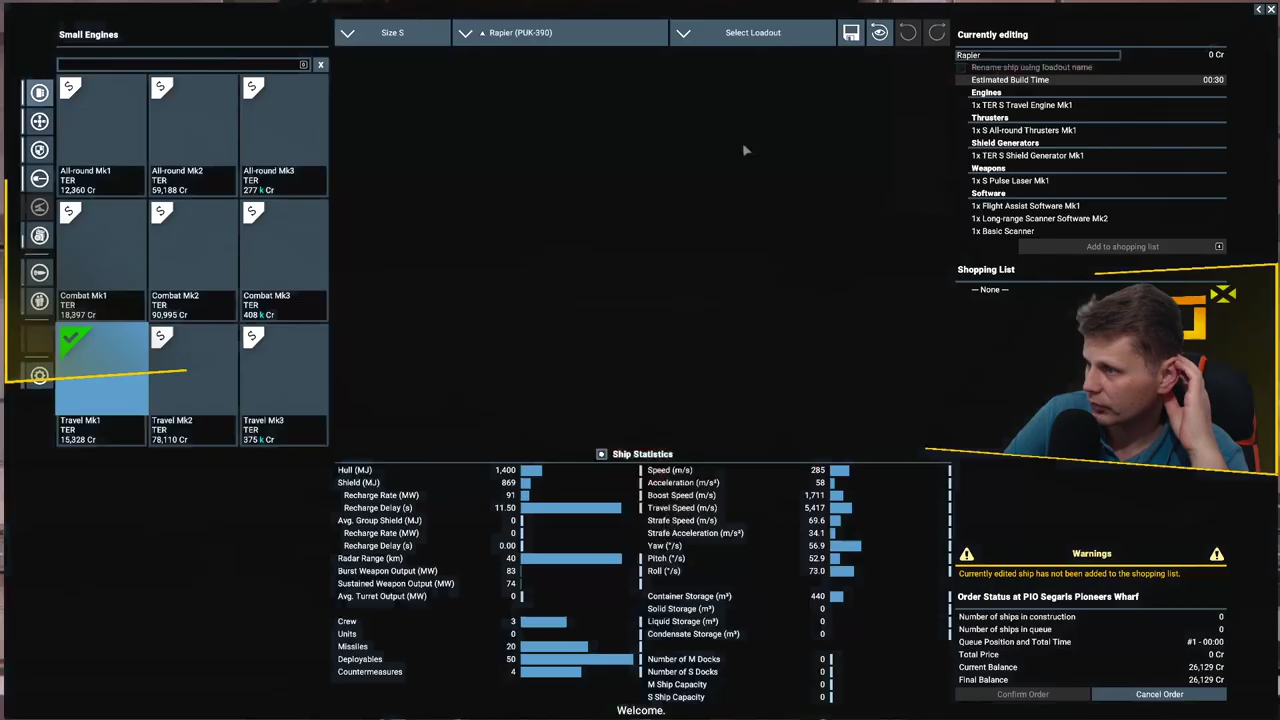 Small Engines
x
All-round Mk1
TER
12,360 Cr
All-round Mk2
TER
59,188 Cr
All-round Mk3
TER
277 k Cr
Combat Mk1
TER
18,397 Cr
Combat Mk2
TER
90,995 Cr
Combat Mk3
TER
408 k Cr
Travel Mk1
TER
15,328 Cr
Travel Mk2
TER
78,110 Cr
Travel Mk3
TER
375 k Cr
Size S
Rapier (PUK-390)
Select Loadout
Ship Statistics
Hull (MJ) 1,400
Shield (MJ) 869
Recharge Rate (MW) 91
Recharge Delay (s) 11.50
Avg. Group Shield (MJ) 0
Recharge Rate (MW) 0
Recharge Delay (s) 0.00
Radar Range (km) 40
Burst Weapon Output (MW) 83
Sustained Weapon Output (MW) 74
Avg. Turret Output (MW) 0
Crew 3
Units 0
Missiles 20
Deployables 50
Countermeasures 4
Speed (m/s) 285
Acceleration (m/s²) 58
Boost Speed (m/s) 1,711
Travel Speed (m/s) 5,417
Strafe Speed (m/s) 69.6
Strafe Acceleration (m/s²) 34.1
Yaw (°/s) 56.9
Pitch (°/s) 52.9
Roll (°/s) 73.0
Container Storage (m³) 440
Solid Storage (m³) 0
Liquid Storage (m³) 0
Condensate Storage (m³) 0
Number of M Docks 0
Number of S Docks 0
M Ship Capacity 0
S Ship Capacity 0
Welcome.
Currently editing
Rapier 0 Cr
Rename ship using loadout name
Estimated Build Time 00:30
Engines
1x TER S Travel Engine Mk1
Thrusters
1x S All-round Thrusters Mk1
Shield Generators
1x TER S Shield Generator Mk1
Weapons
1x S Pulse Laser Mk1
Software
1x Flight Assist Software Mk1
1x Long-range Scanner Software Mk2
1x Basic Scanner
Add to shopping list
Shopping List
— None —
Warnings
Currently edited ship has not been added to the shopping list.
Order Status at PIO Segaris Pioneers Wharf
Number of ships in construction 0
Number of ships in queue 0
Queue Position and Total Time #1 - 00:00
Total Price 0 Cr
Current Balance 26,129 Cr
Final Balance 26,129 Cr
Confirm Order
Cancel Order